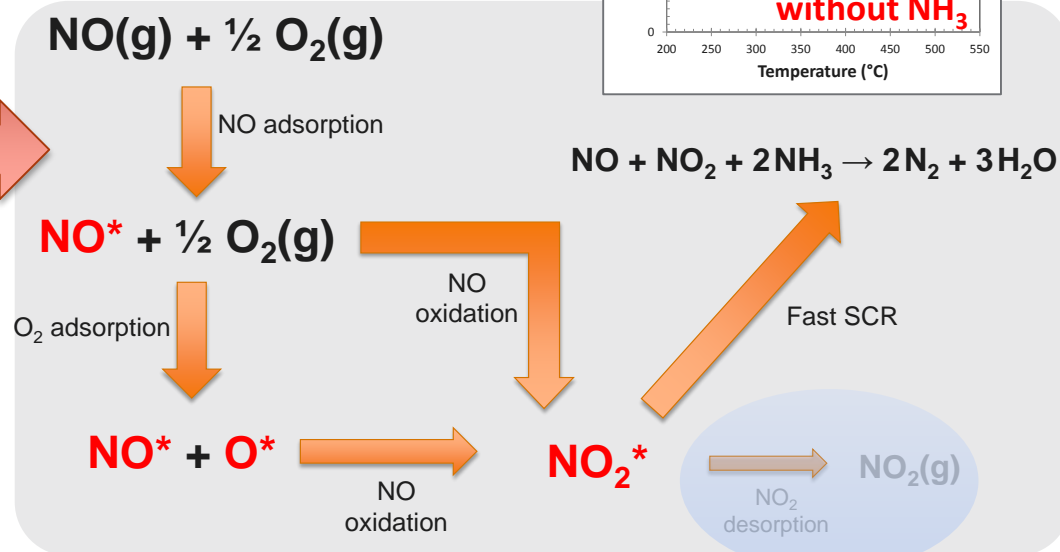 without NH₃
0
200 250 300 350 400 450 500 550
Temperature (°C)
NO(g) + ½ O₂(g)
NO adsorption
NO + NO₂ + 2NH₃ → 2N₂ + 3H₂O
NO* + ½ O₂(g)
NO
oxidation
O₂ adsorption
Fast SCR
NO* + O*
NO
oxidation
NO₂*
NO₂(g)
NO₂
desorption